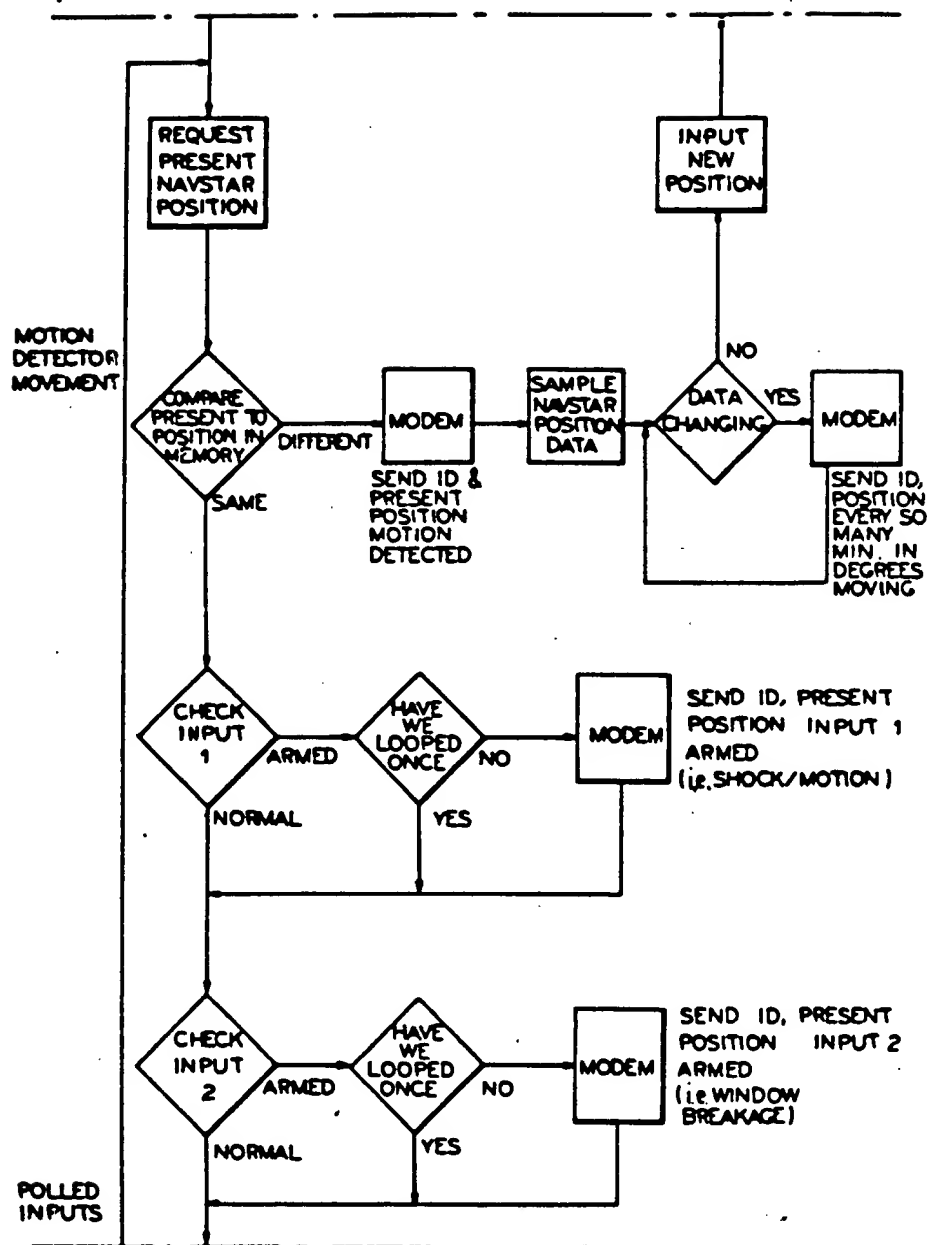 REQUEST
PRESENT
NAVSTAR
POSITION
INPUT
NEW
POSITION
MOTION
DETECTOR
MOVEMENT
COMPARE
PRESENT TO
POSITION IN
MEMORY
DIFFERENT
SAME
MODEM
SEND ID &
PRESENT
POSITION
MOTION
DETECTED
SAMPLE
NAVSTAR
POSITION
DATA
DATA
CHANGING
NO
YES
MODEM
SEND ID,
POSITION
EVERY SO
MANY
MIN. IN
DEGREES
MOVING
CHECK
INPUT
1
ARMED
NORMAL
HAVE
WE
LOOPED
ONCE
NO
YES
MODEM
SEND ID, PRESENT
POSITION INPUT 1
ARMED
(i.e. SHOCK/MOTION)
CHECK
INPUT
2
ARMED
NORMAL
HAVE
WE
LOOPED
ONCE
NO
YES
MODEM
SEND ID, PRESENT
POSITION INPUT 2
ARMED
(i.e. WINDOW
BREAKAGE)
POLLED
INPUTS